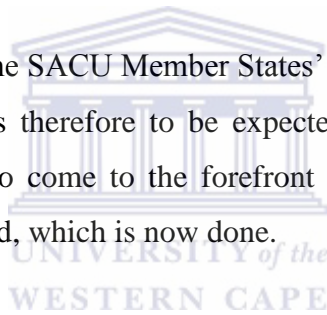 ne SACU Member States'
s therefore to be expecte
o come to the forefront
d, which is now done.
UNIVERSITY of the
WESTERN CAPE